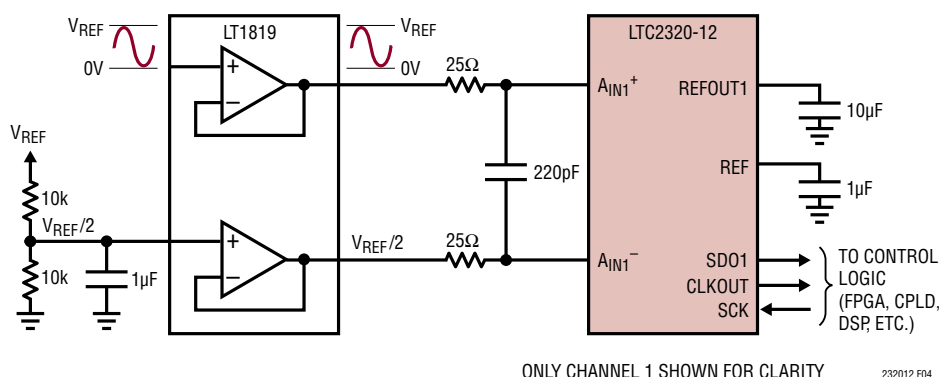 V_REF
0V
LT1819
V_REF
0V
LTC2320-12
+
−
25Ω
A_IN1⁺
REFOUT1
10µF
V_REF
10k
V_REF/2
10k
1µF
+
−
V_REF/2
25Ω
220pF
A_IN1⁻
REF
1µF
SDO1
CLKOUT
SCK
TO CONTROL
LOGIC
(FPGA, CPLD,
DSP, ETC.)
ONLY CHANNEL 1 SHOWN FOR CLARITY
232012 F04